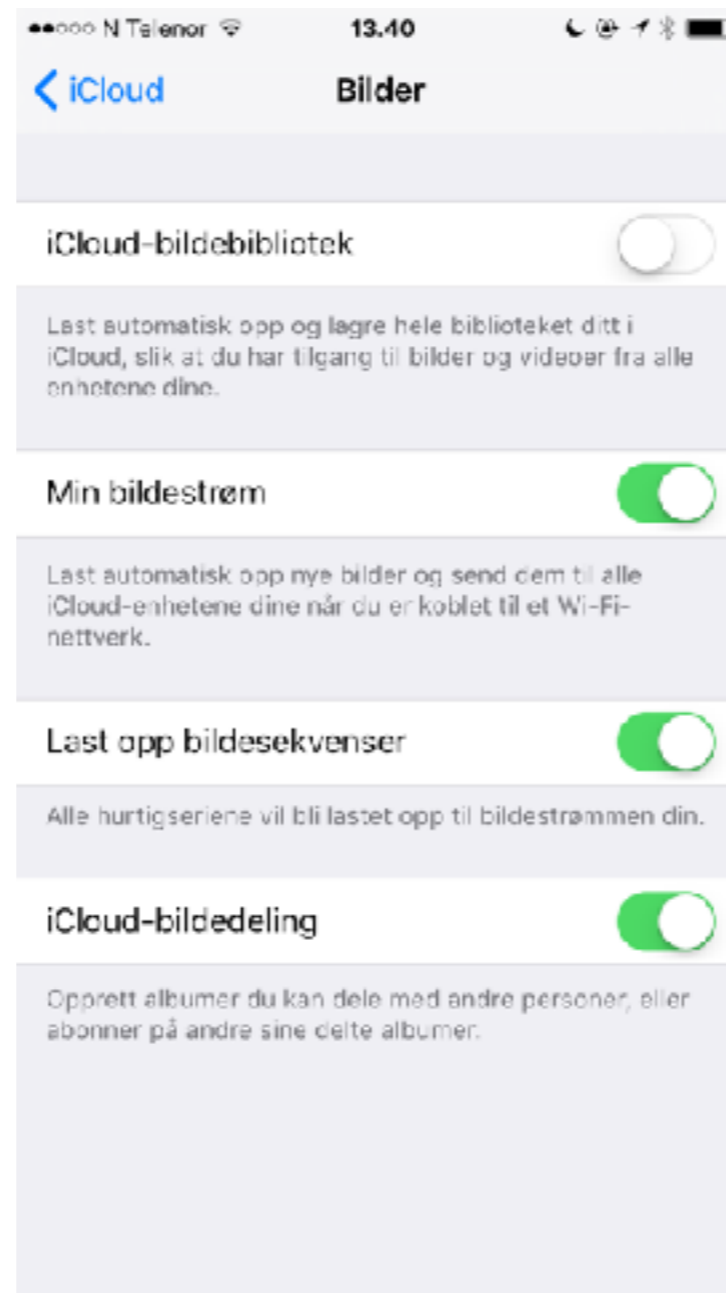 N Telenor 13.40
iCloud Bilder
iCloud-bildebibliotek
Last automatisk opp og lagre hele biblioteket ditt i
iCloud, slik at du har tilgang til bilder og videoer fra alle
enhetene dine.
Min bildestrøm
Last automatisk opp nye bilder og send dem til alle
iCloud-enhetene dine når du er koblet til et Wi-Fi-
nettverk.
Last opp bildesekvenser
Alle hurtigseriene vil bli lastet opp til bildestrømmen din.
iCloud-bildedeling
Opprett albumer du kan dele med andre personer, eller
abonner på andre sine delte albumer.